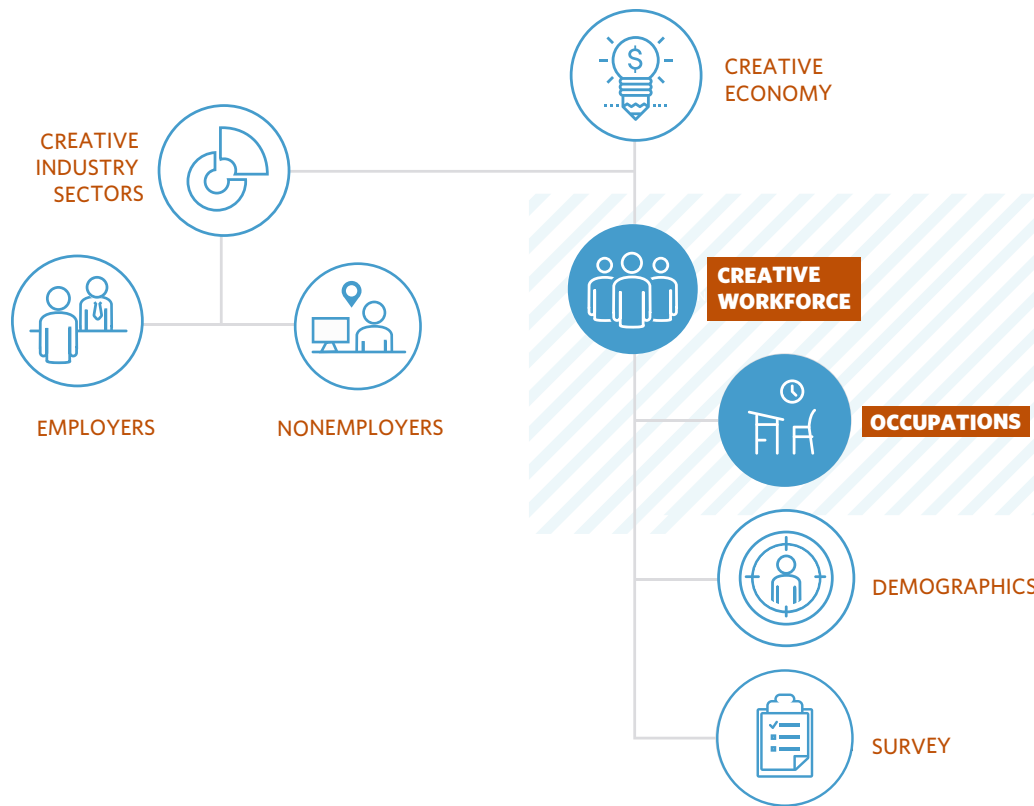 CREATIVE
ECONOMY
CREATIVE
INDUSTRY
SECTORS
CREATIVE
WORKFORCE
EMPLOYERS
NONEMPLOYERS
OCCUPATIONS
DEMOGRAPHICS
SURVEY
$